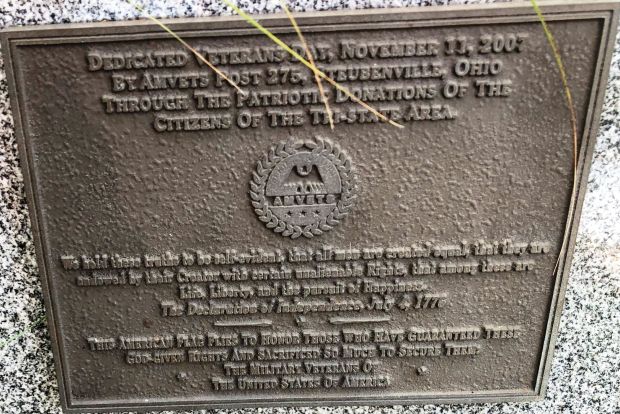 Dedicated Veterans Day, November 11, 2007
By Amvets Post 275, Steubenville, Ohio
Through The Patriotic Donations Of The
Citizens Of The Tri-State Area.
AMVETS
We hold these truths to be self-evident, that all men are created equal, that they are
endowed by their Creator with certain unalienable Rights, that among these are
Life, Liberty, and the pursuit of Happiness.
The Declaration of Independence, July 4, 1776
This American Flag Flies To Honor Those Who Have Guaranteed These
God-given Rights And Sacrificed So Much To Secure Them
The Military Veterans Of
The United States Of America